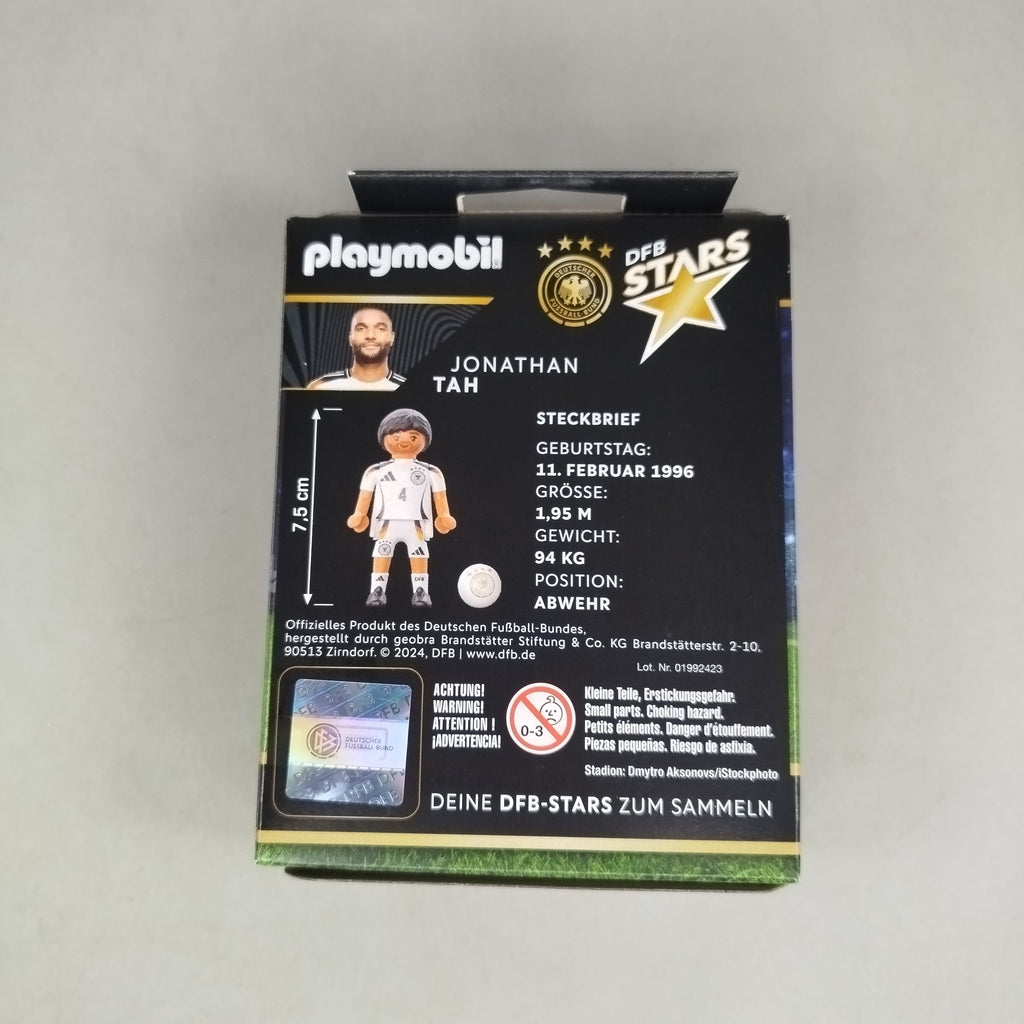 playmobil
DEUTSCHER
FUSSBALL-BUND
DFB
STARS
JONATHAN
TAH
7,5 cm
4
DFB
STECKBRIEF
GEBURTSTAG:
11. FEBRUAR 1996
GRÖSSE:
1,95 M
GEWICHT:
94 KG
POSITION:
ABWEHR
Offizielles Produkt des Deutschen Fußball-Bundes,
hergestellt durch geobra Brandstätter Stiftung & Co. KG Brandstätterstr. 2-10,
90513 Zirndorf. © 2024, DFB | www.dfb.de
Lot. Nr. 01992423
DEUTSCHER
FUSSBALL BUND
ACHTUNG!
WARNING!
ATTENTION !
¡ADVERTENCIA!
0-3
Kleine Teile, Erstickungsgefahr.
Small parts. Choking hazard.
Petits éléments. Danger d'étouffement.
Piezas pequeñas. Riesgo de asfixia.
Stadion: Dmytro Aksonovs/iStockphoto
DEINE DFB-STARS ZUM SAMMELN